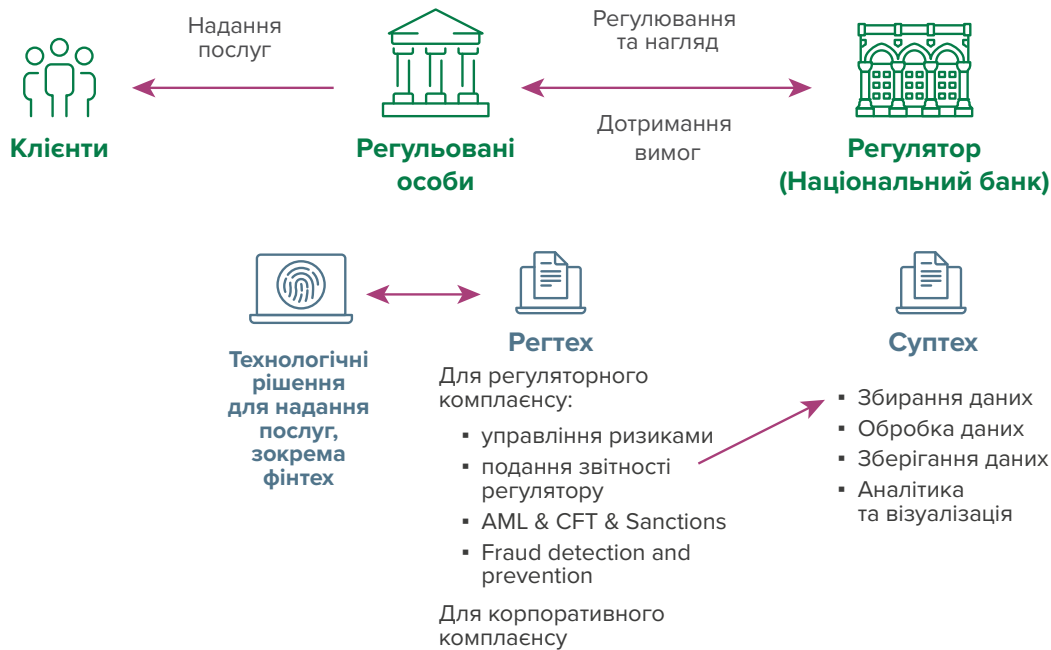 Надання
послуг
Регулювання
та нагляд
Дотримання
вимог
Клієнти
Регульовані
особи
Регулятор
(Національний банк)
Технологічні
рішення
для надання
послуг,
зокрема
фінтех
Регтех
Для регуляторного
комплаєнсу:
▪ управління ризиками
▪ подання звітності
регулятору
▪ AML & CFT & Sanctions
▪ Fraud detection and
prevention
Для корпоративного
комплаєнсу
Суптех
▪ Збирання даних
▪ Обробка даних
▪ Зберігання даних
▪ Аналітика
та візуалізація